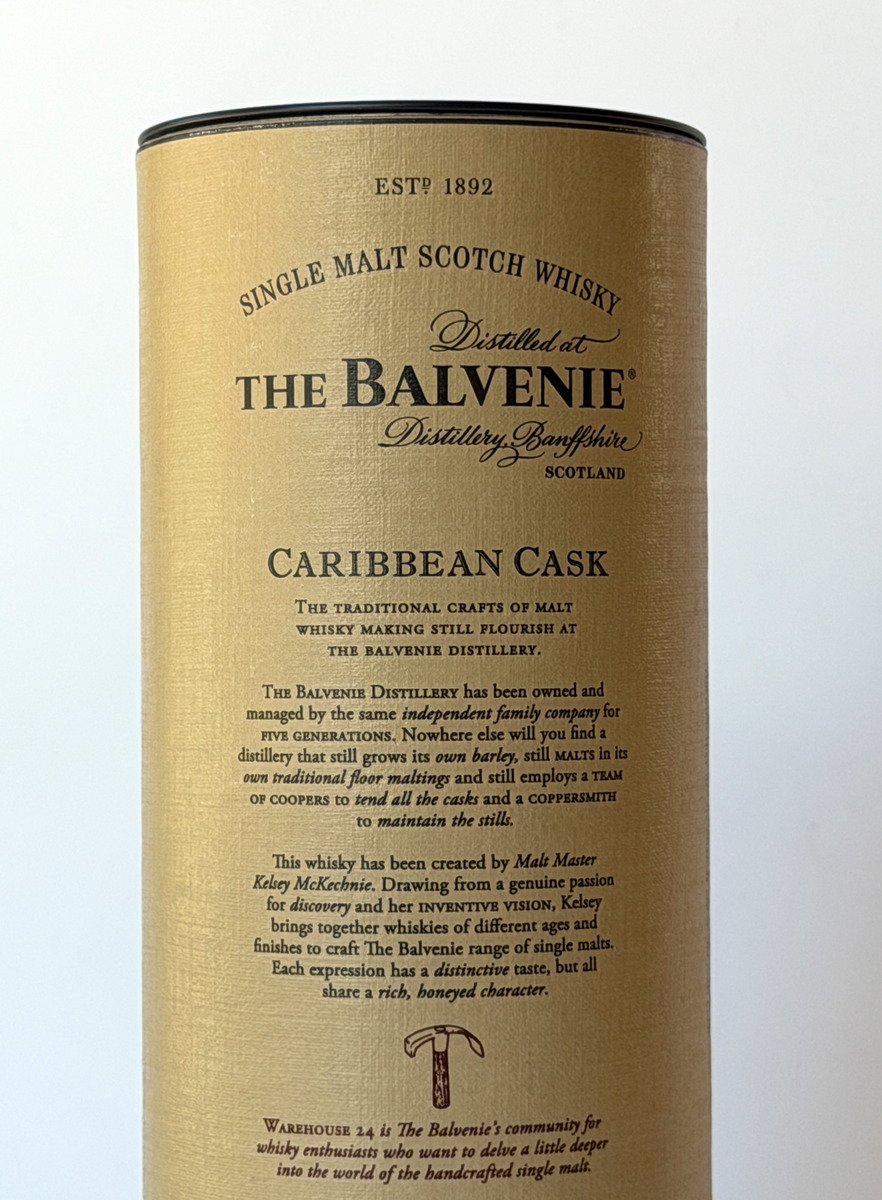 ESTD 1892
SINGLE MALT SCOTCH WHISKY
Distilled at
THE BALVENIE®
Distillery, Banffshire
SCOTLAND
CARIBBEAN CASK
THE TRADITIONAL CRAFTS OF MALT
WHISKY MAKING STILL FLOURISH AT
THE BALVENIE DISTILLERY.
THE BALVENIE DISTILLERY has been owned and
managed by the same independent family company for
FIVE GENERATIONS. Nowhere else will you find a
distillery that still grows its own barley, still MALTS in its
own traditional floor maltings and still employs a TEAM
OF COOPERS to tend all the casks and a COPPERSMITH
to maintain the stills.
This whisky has been created by Malt Master
Kelsey McKechnie. Drawing from a genuine passion
for discovery and her INVENTIVE VISION, Kelsey
brings together whiskies of different ages and
finishes to craft The Balvenie range of single malts.
Each expression has a distinctive taste, but all
share a rich, honeyed character.
WAREHOUSE 24 is The Balvenie's community for
whisky enthusiasts who want to delve a little deeper
into the world of the handcrafted single malt.